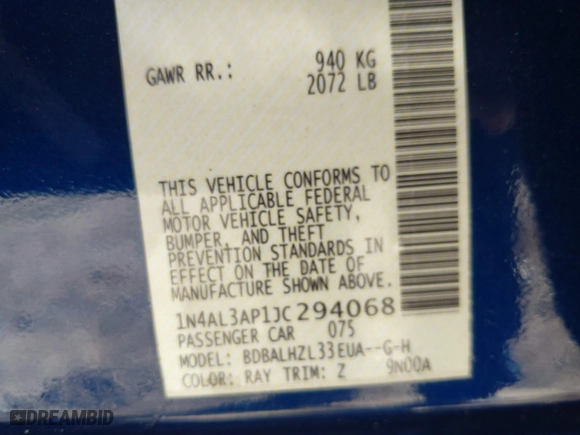 GAWR RR.: 940 KG
2072 LB
THIS VEHICLE CONFORMS TO
ALL APPLICABLE FEDERAL
MOTOR VEHICLE SAFETY,
BUMPER, AND THEFT
PREVENTION STANDARDS IN
EFFECT ON THE DATE OF
MANUFACTURE SHOWN ABOVE.
1N4AL3AP1JC294068
PASSENGER CAR 075
MODEL: BDBALHZL33EUA--G-H
COLOR: RAY TRIM: Z 9N00A
DREAMBID